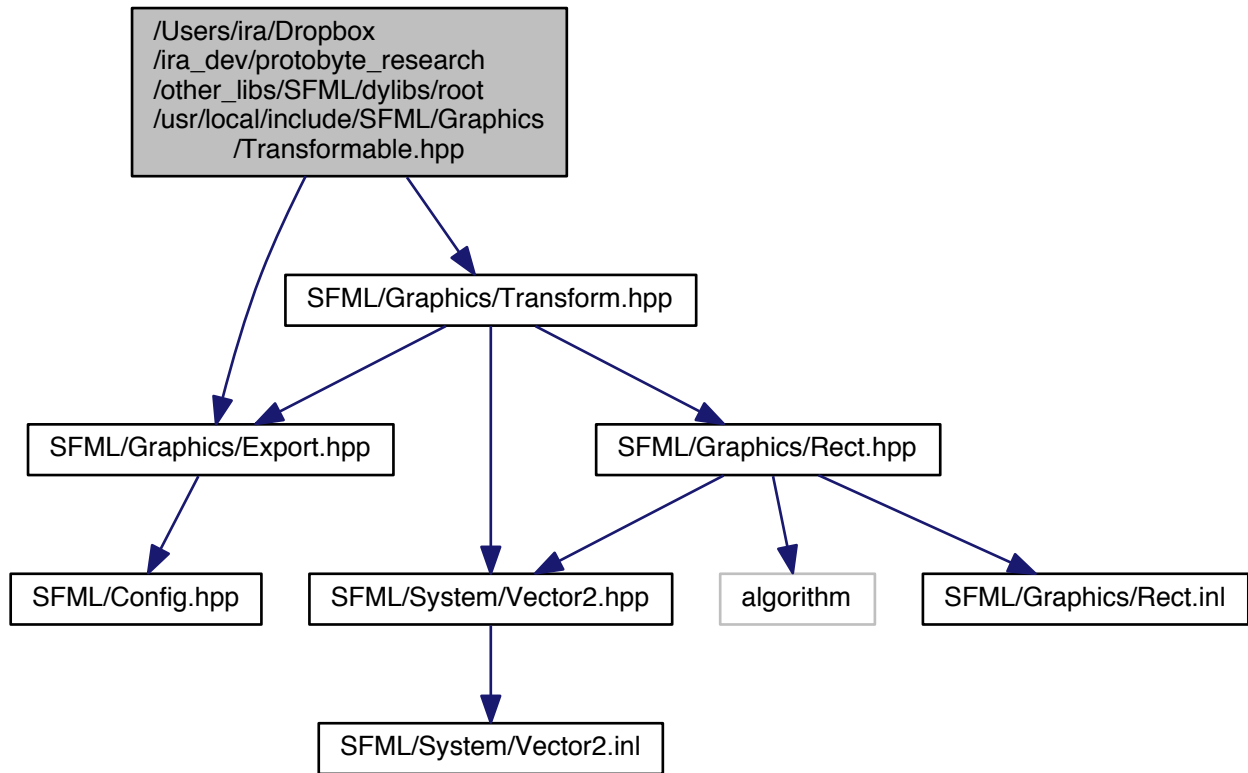 /Users/ira/Dropbox
/ira_dev/protobyte_research
/other_libs/SFML/dylibs/root
/usr/local/include/SFML/Graphics
/Transformable.hpp
SFML/Graphics/Transform.hpp
SFML/Graphics/Export.hpp
SFML/Graphics/Rect.hpp
SFML/Config.hpp
SFML/System/Vector2.hpp
algorithm
SFML/Graphics/Rect.inl
SFML/System/Vector2.inl